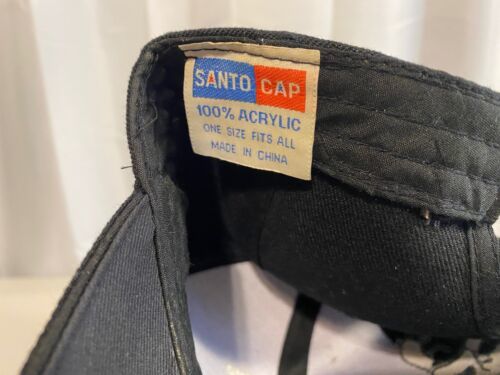 SANTO CAP
100% ACRYLIC
ONE SIZE FITS ALL
MADE IN CHINA